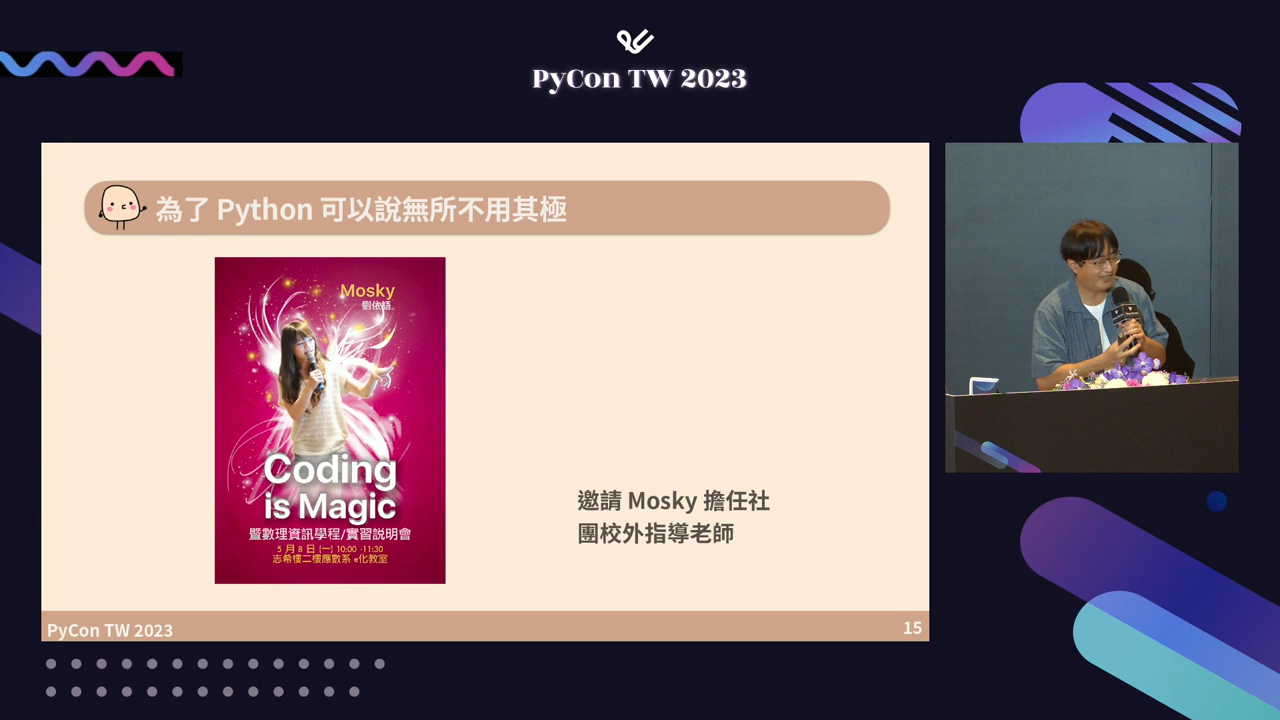 PyCon TW 2023
為了 Python 可以說無所不用其極
Mosky
劉依語
Coding
is Magic
暨數理資訊學程/實習説明會
5 月 8 日 (一) 10:00 -11:30
志希樓二樓應數系 e化教室
邀請 Mosky 擔任社
團校外指導老師
PyCon TW 2023
15